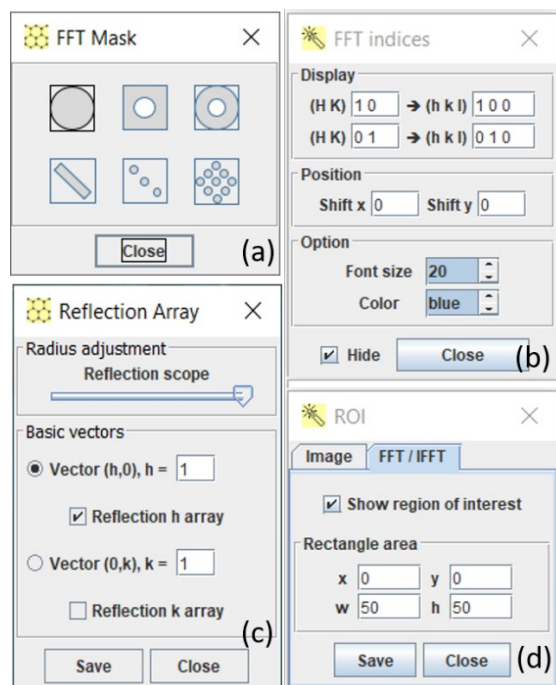 FFT Mask
Close
(a)
FFT indices
Display
(H K) 1 0 → (h k l) 1 0 0
(H K) 0 1 → (h k l) 0 1 0
Position
Shift x 0 Shift y 0
Option
Font size 20
Color blue
Hide Close
(b)
Reflection Array
Radius adjustment
Reflection scope
Basic vectors
Vector (h,0), h = 1
Reflection h array
Vector (0,k), k = 1
Reflection k array
Save Close
(c)
ROI
Image FFT / IFFT
Show region of interest
Rectangle area
x 0 y 0
w 50 h 50
Save Close
(d)